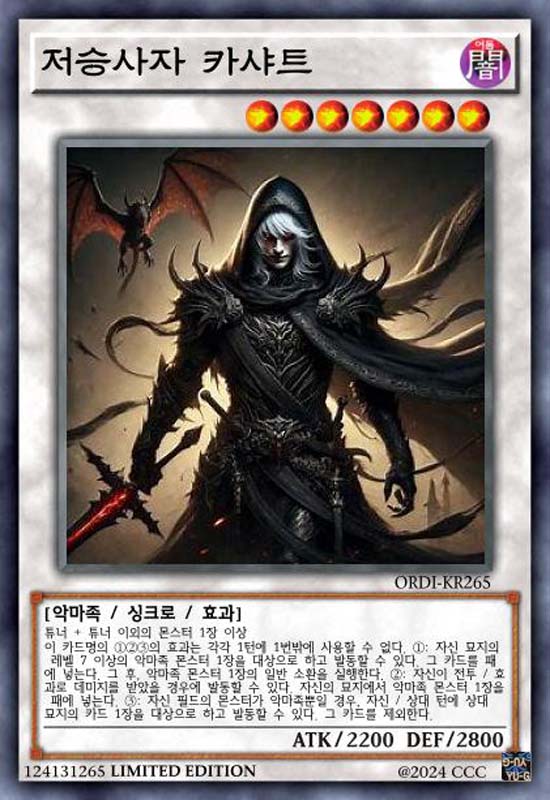 저승사자 카샤트
어둠
闇
ORDI-KR265
[악마족 / 싱크로 / 효과]
튜너 + 튜너 이외의 몬스터 1장 이상
이 카드명의 ①②③의 효과는 각각 1턴에 1번밖에 사용할 수 없다. ①: 자신 묘지의
레벨 7 이상의 악마족 몬스터 1장을 대상으로 하고 발동할 수 있다. 그 카드를 패
에 넣는다. 그 후, 악마족 몬스터 1장의 일반 소환을 실행한다. ②: 자신이 전투 / 효
과로 데미지를 받았을 경우에 발동할 수 있다. 자신의 묘지에서 악마족 몬스터 1장을
패에 넣는다. ③: 자신 필드의 몬스터가 악마족뿐일 경우, 자신 / 상대 턴에 상대
묘지의 카드 1장을 대상으로 하고 발동할 수 있다. 그 카드를 제외한다.
ATK/2200 DEF/2800
124131265 LIMITED EDITION
@2024 CCC